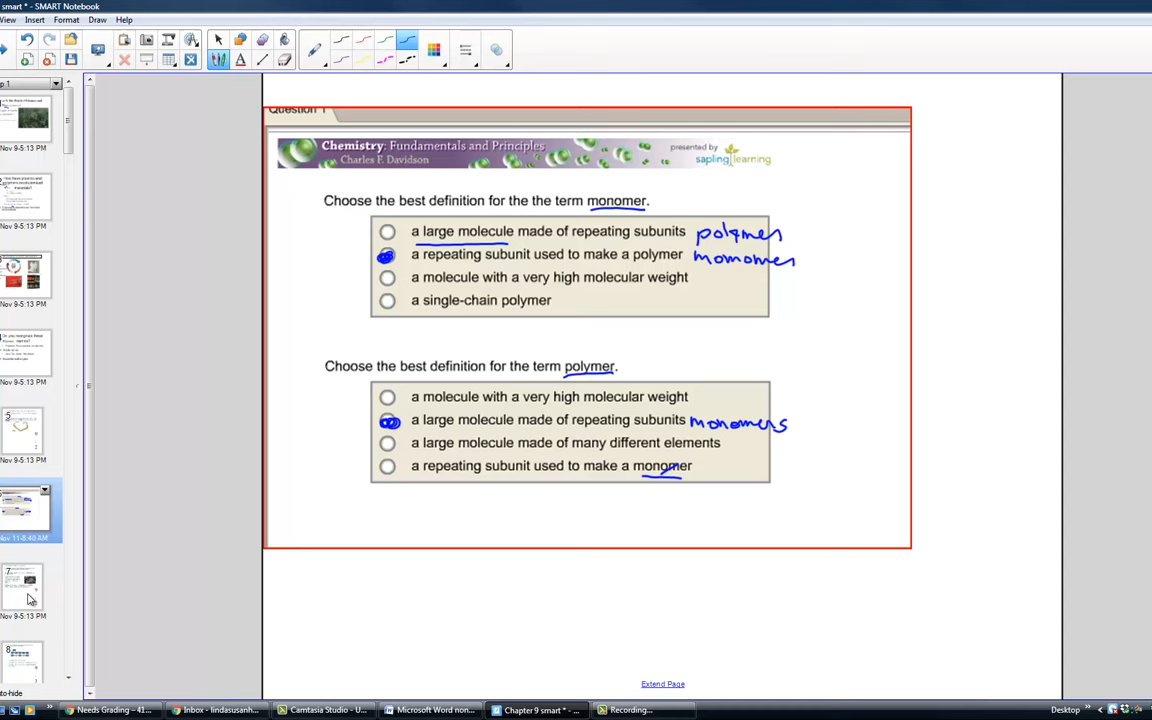 smart * - SMART Notebook
View Insert Format Draw Help
Question 1
Chemistry: Fundamentals and Principles
Charles F. Davidson
presented by
sapling learning
Choose the best definition for the the term monomer.
a large molecule made of repeating subunits polymer
a repeating subunit used to make a polymer momomer
a molecule with a very high molecular weight
a single-chain polymer
Choose the best definition for the term polymer.
a molecule with a very high molecular weight
a large molecule made of repeating subunits monomers
a large molecule made of many different elements
a repeating subunit used to make a monomer
Extend Page
Nov 9-5:13 PM
Nov 9-5:13 PM
Nov 9-5:13 PM
Nov 9-5:13 PM
5
Nov 9-5:13 PM
Nov 11-8:40 AM
7
Nov 9-5:13 PM
8
Needs Grading – 41...
Inbox - lindasusanh...
Camtasia Studio - U...
Microsoft Word non...
Chapter 9 smart * - ...
Recording...
Desktop